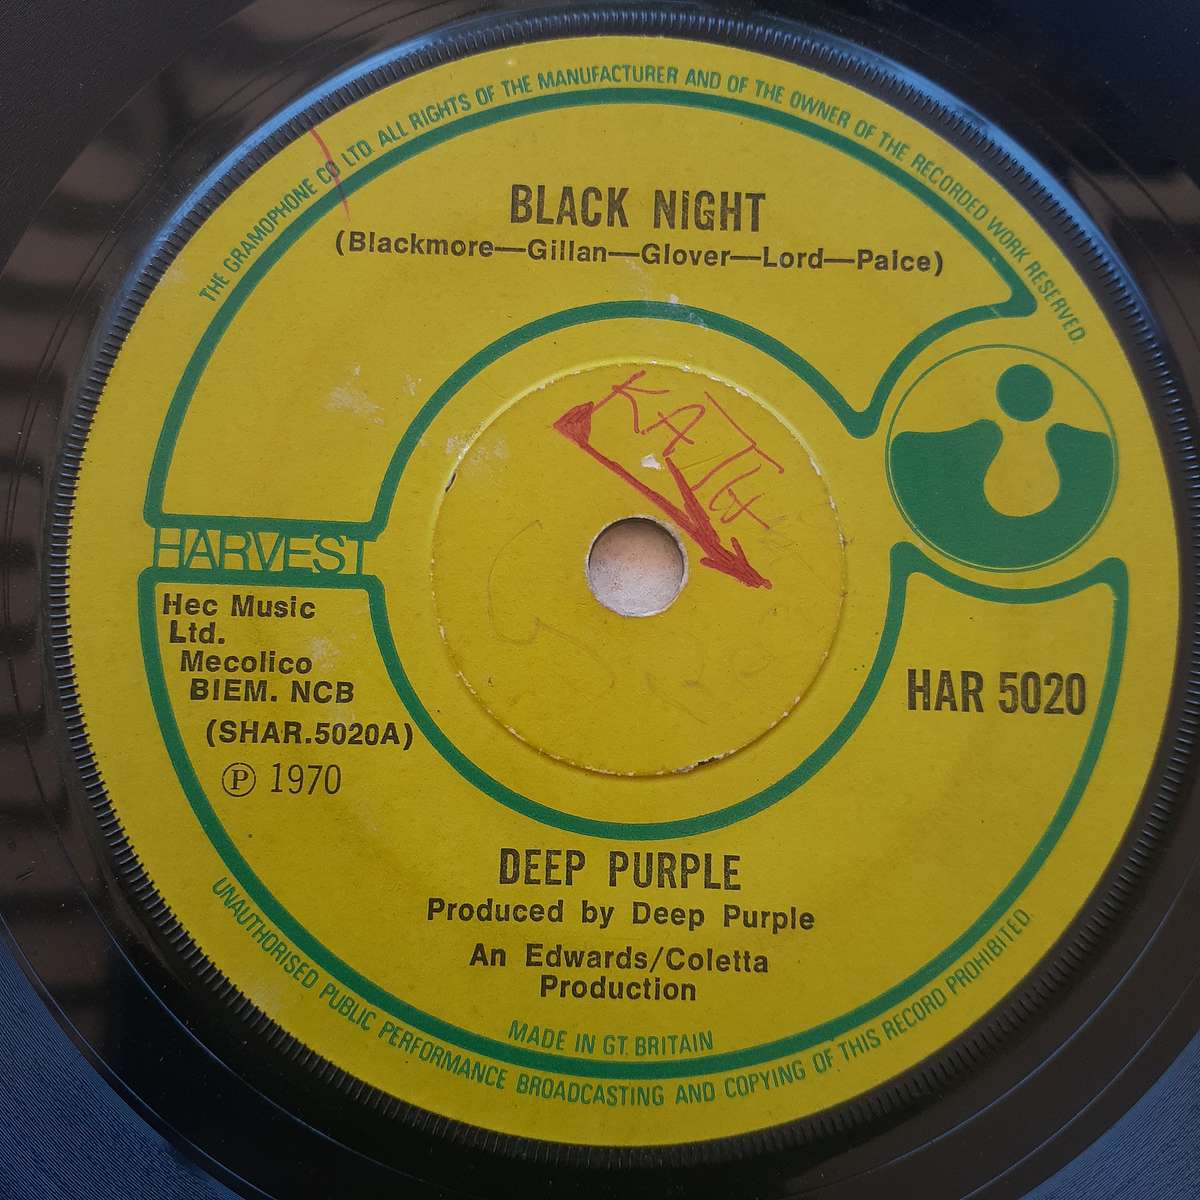 THE GRAMOPHONE CO LTD. ALL RIGHTS OF THE MANUFACTURER AND OF THE OWNER OF THE RECORDED WORK RESERVED
BLACK NIGHT
(Blackmore—Gillan—Glover—Lord—Paice)
HARVEST
Hec Music
Ltd.
Mecolico
BIEM. NCB
(SHAR.5020A)
℗ 1970
HAR 5020
DEEP PURPLE
Produced by Deep Purple
An Edwards/Coletta
Production
MADE IN GT. BRITAIN
UNAUTHORISED PUBLIC PERFORMANCE BROADCASTING AND COPYING OF THIS RECORD PROHIBITED